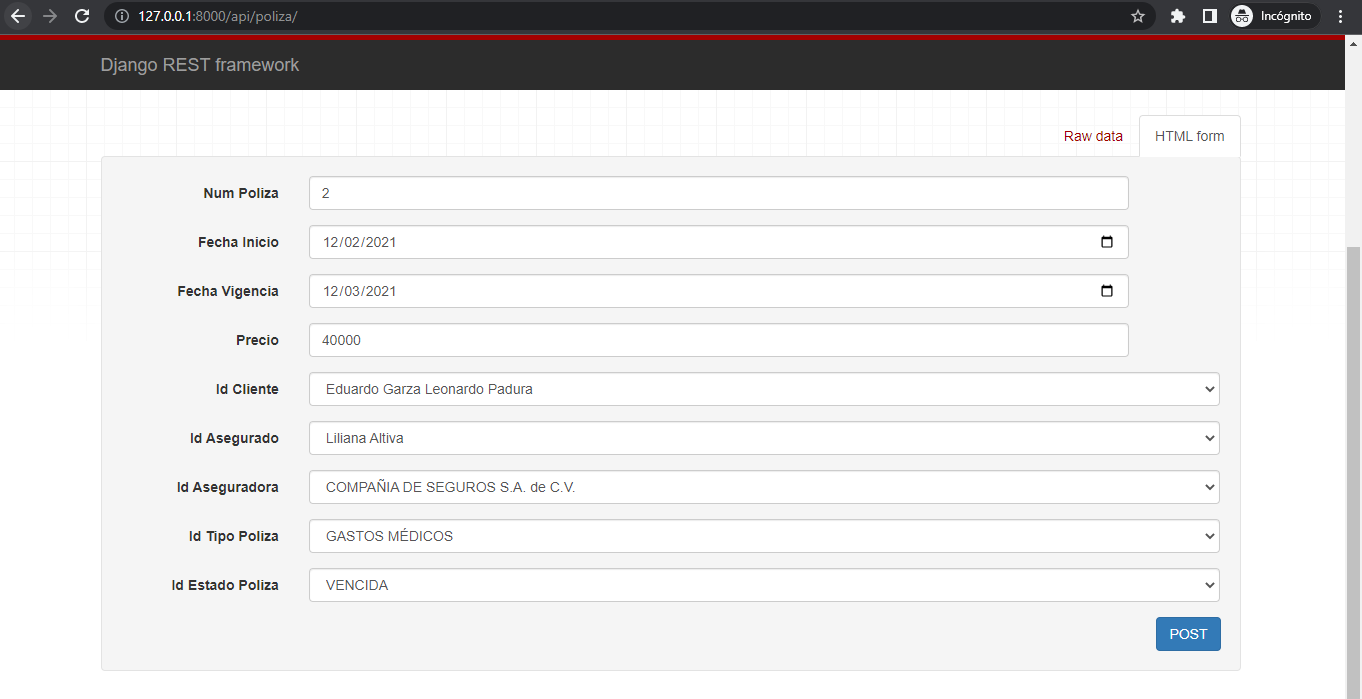 127.0.0.1:8000/api/poliza/
Incógnito
Django REST framework
Raw data
HTML form
Num Poliza
2
Fecha Inicio
12/02/2021
Fecha Vigencia
12/03/2021
Precio
40000
Id Cliente
Eduardo Garza Leonardo Padura
Id Asegurado
Liliana Altiva
Id Aseguradora
COMPAÑIA DE SEGUROS S.A. de C.V.
Id Tipo Poliza
GASTOS MÉDICOS
Id Estado Poliza
VENCIDA
POST